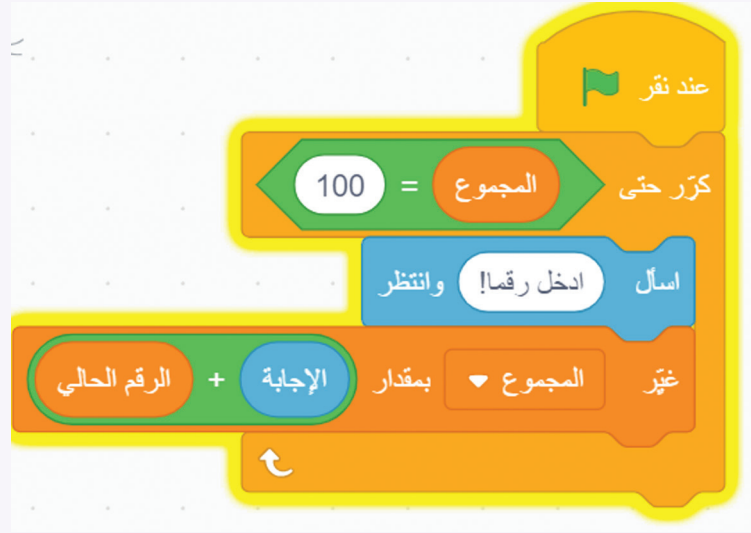 عند نقر
كرّر حتى المجموع = 100
اسأل ادخل رقما! وانتظر
غيّر المجموع بمقدار الإجابة + الرقم الحالي